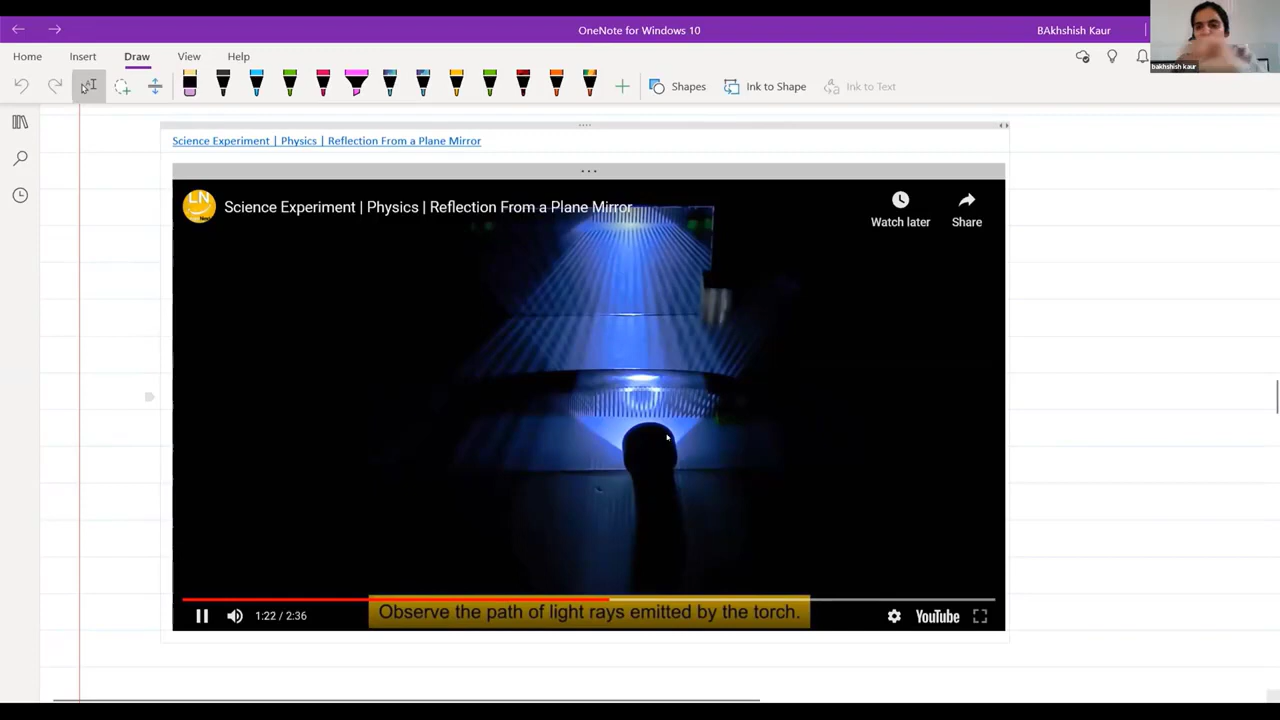 OneNote for Windows 10
BAkhshish Kaur
bakhshish kaur
Home Insert Draw View Help
Shapes Ink to Shape Ink to Text
Science Experiment | Physics | Reflection From a Plane Mirror
LN
Science Experiment | Physics | Reflection From a Plane Mirror
Watch later Share
Observe the path of light rays emitted by the torch.
1:22 / 2:36
YouTube